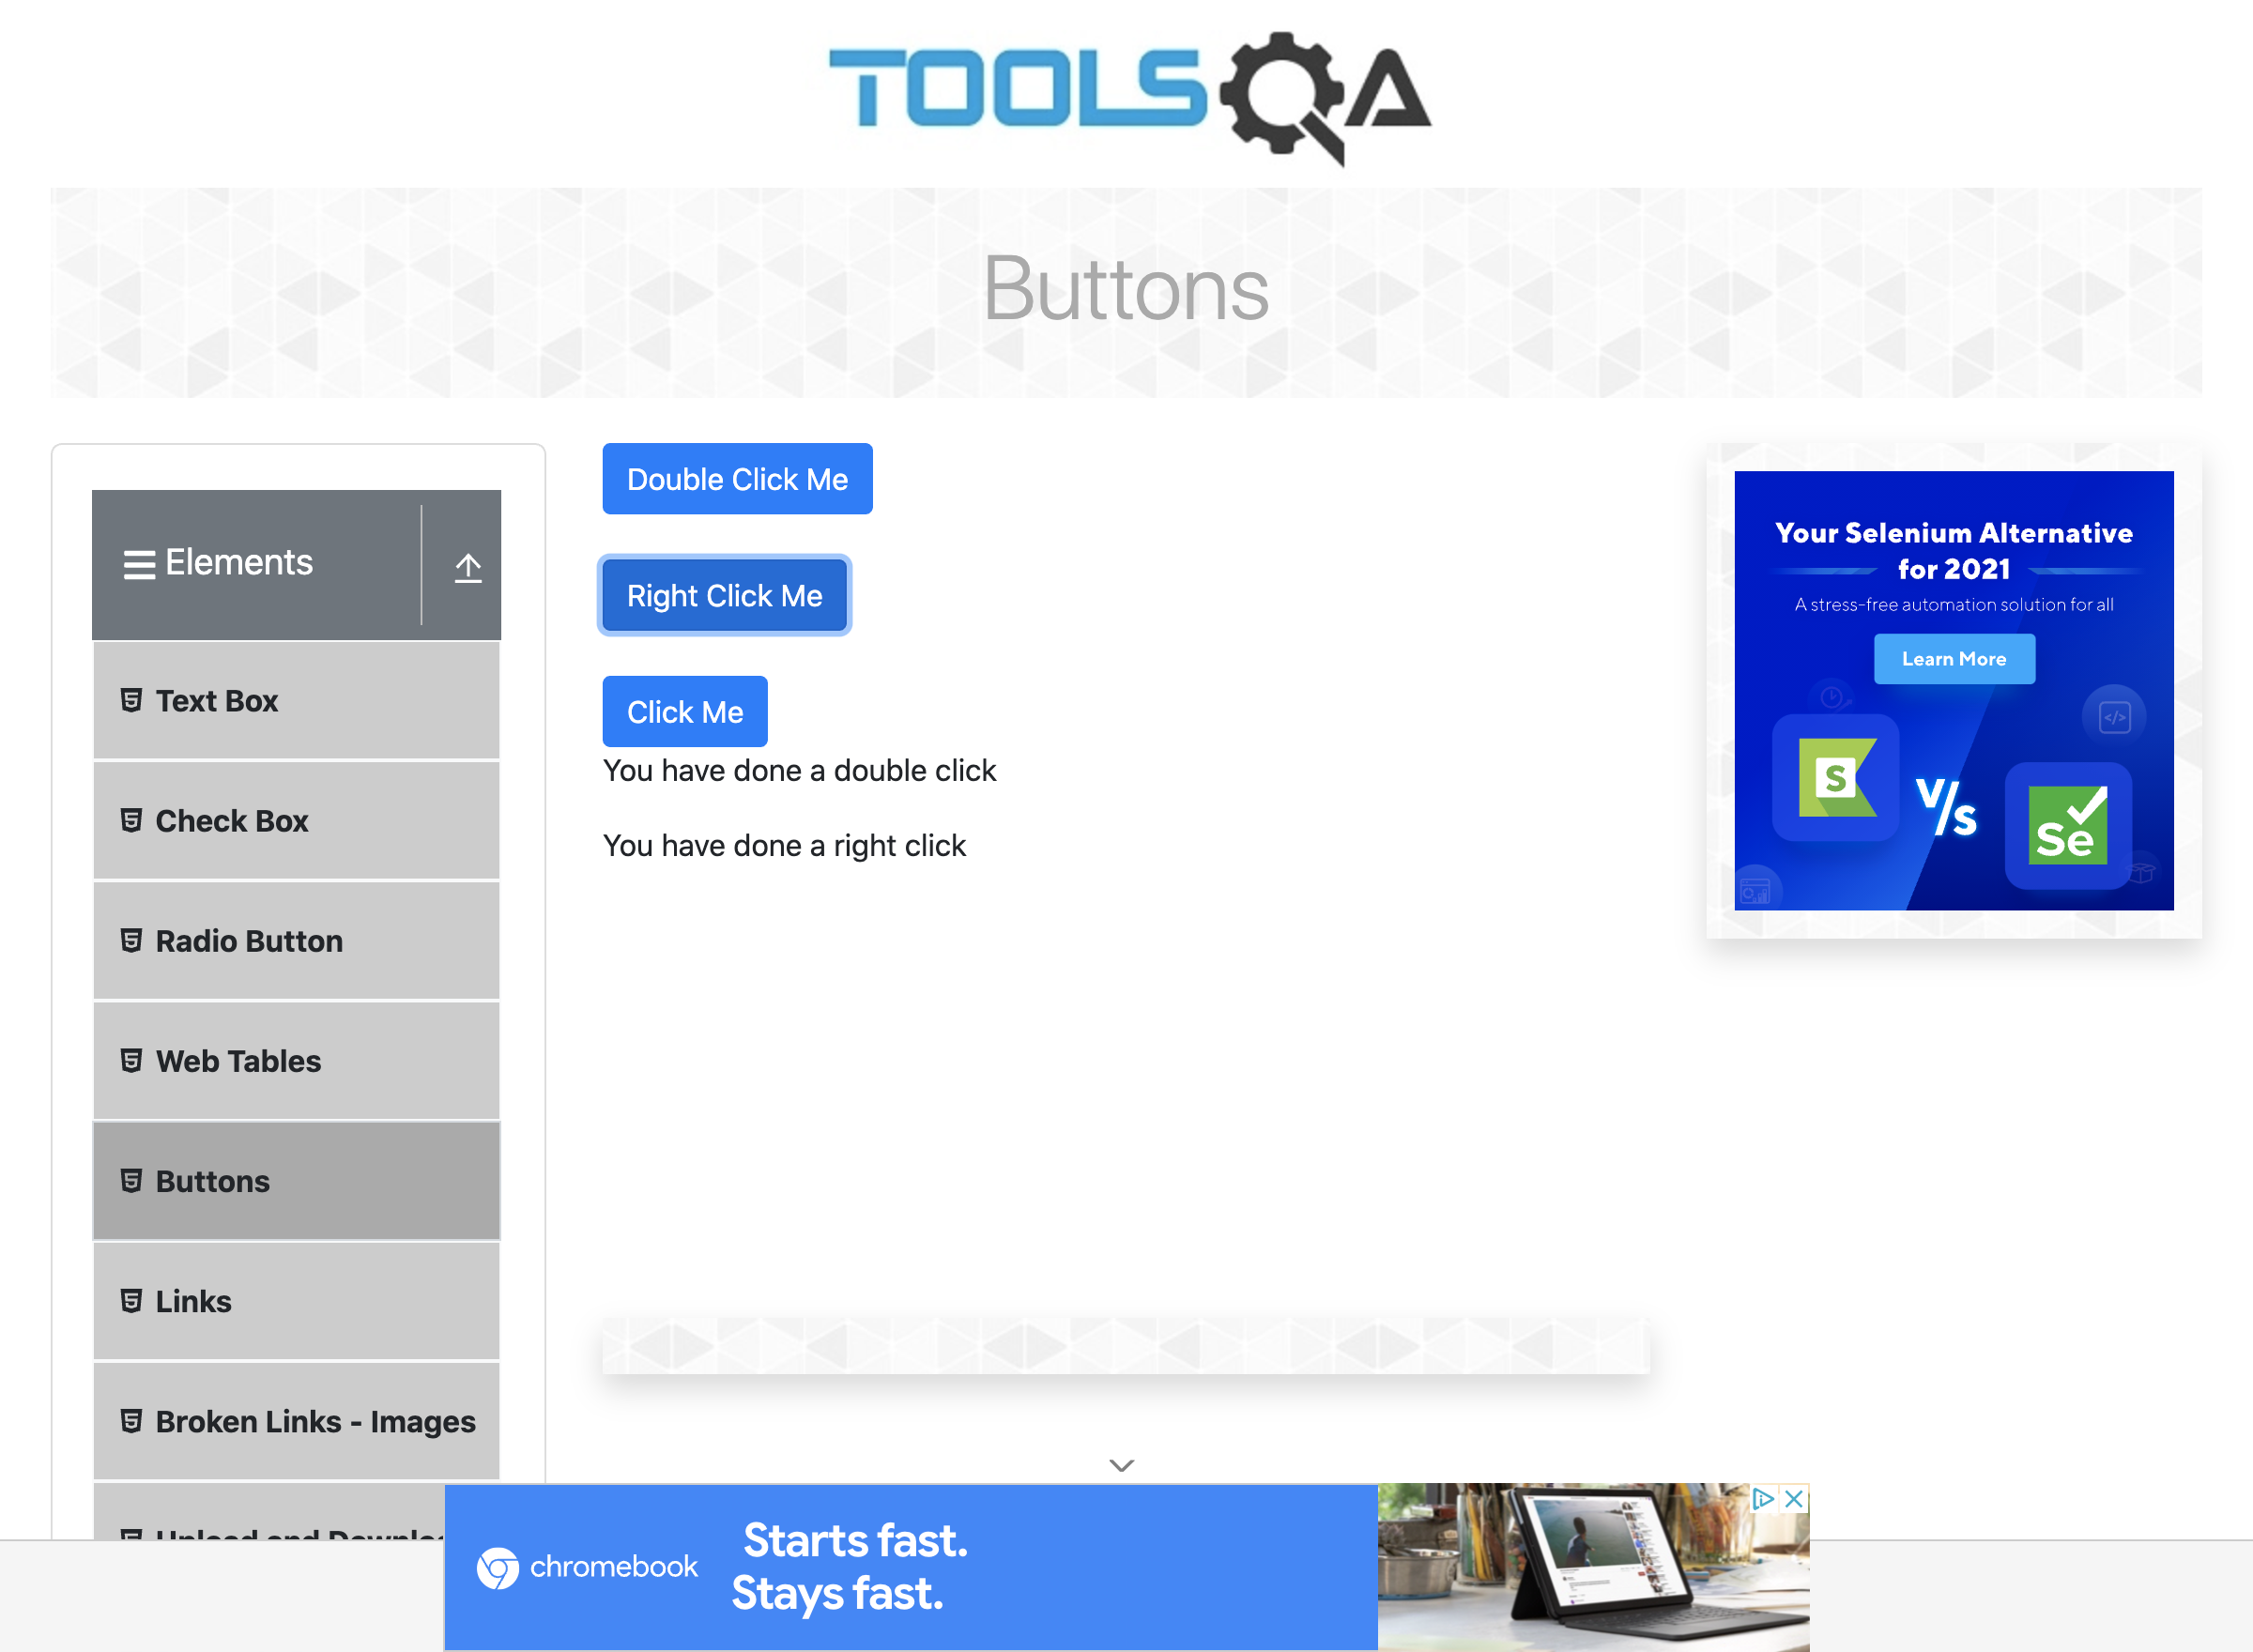 TOOLSQA
Buttons
Elements
Text Box
Check Box
Radio Button
Web Tables
Buttons
Links
Broken Links - Images
Double Click Me
Right Click Me
Click Me
You have done a double click
You have done a right click
Your Selenium Alternative
for 2021
A stress-free automation solution for all
Learn More
S
V/s
Se
</>
chromebook
Starts fast.
Stays fast.